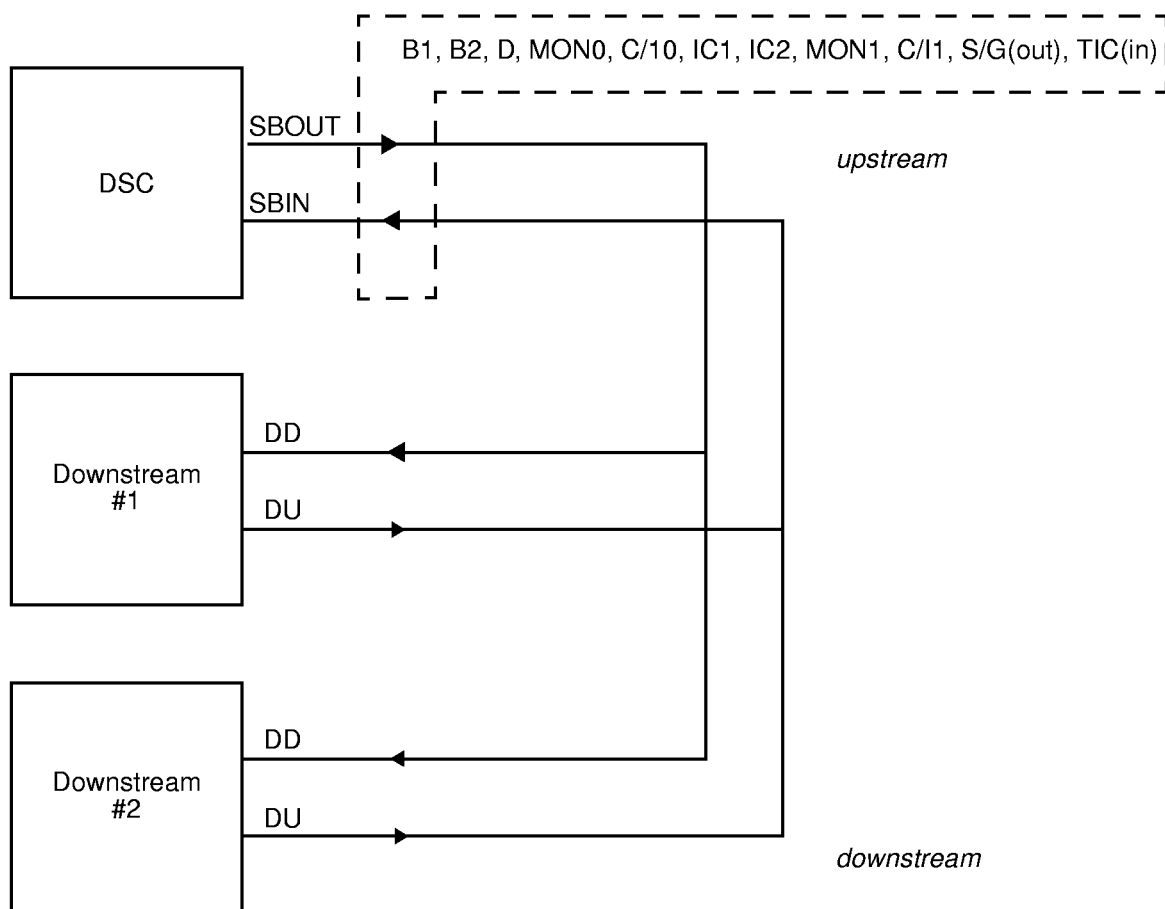 B1, B2, D, MON0, C/10, IC1, IC2, MON1, C/I1, S/G(out), TIC(in)
SBOUT
upstream
DSC
SBIN
DD
Downstream
#1
DU
DD
Downstream
#2
DU
downstream